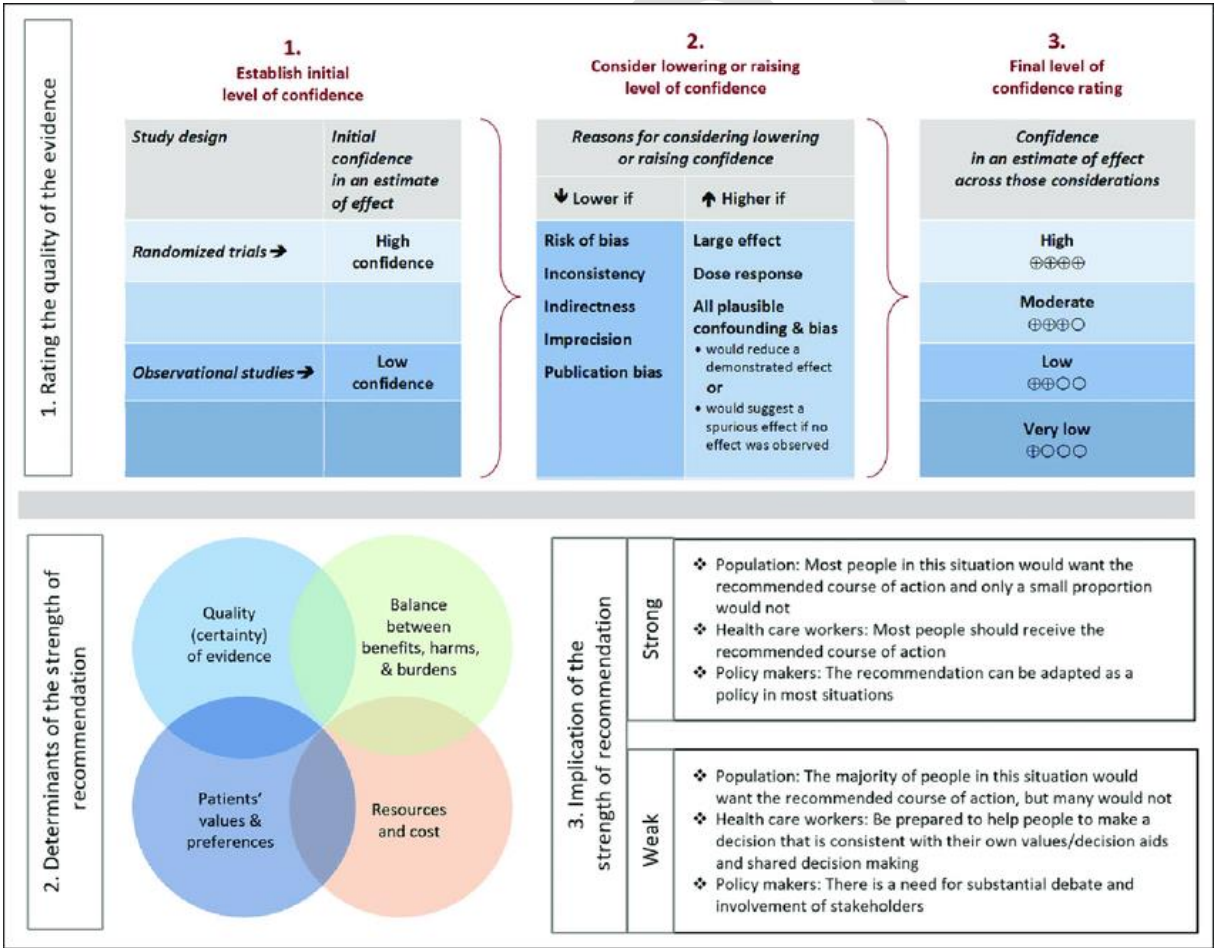 1. Rating the quality of the evidence
1.
Establish initial
level of confidence
2.
Consider lowering or raising
level of confidence
3.
Final level of
confidence rating
Study design
Initial
confidence
in an estimate
of effect
Randomized trials ➔
High
confidence
Observational studies ➔
Low
confidence
Reasons for considering lowering
or raising confidence
🡻 Lower if
🡹 Higher if
Risk of bias
Inconsistency
Indirectness
Imprecision
Publication bias
Large effect
Dose response
All plausible
confounding & bias
• would reduce a
demonstrated effect
or
• would suggest a
spurious effect if no
effect was observed
Confidence
in an estimate of effect
across those considerations
High
⊕⊕⊕⊕
Moderate
⊕⊕⊕○
Low
⊕⊕○○
Very low
⊕○○○
2. Determinants of the strength of
recommendation
Quality
(certainty)
of evidence
Balance
between
benefits, harms,
& burdens
Patients'
values &
preferences
Resources
and cost
3. Implication of the
strength of recommendation
Strong
❖ Population: Most people in this situation would want the
recommended course of action and only a small proportion
would not
❖ Health care workers: Most people should receive the
recommended course of action
❖ Policy makers: The recommendation can be adapted as a
policy in most situations
Weak
❖ Population: The majority of people in this situation would
want the recommended course of action, but many would not
❖ Health care workers: Be prepared to help people to make a
decision that is consistent with their own values/decision aids
and shared decision making
❖ Policy makers: There is a need for substantial debate and
involvement of stakeholders